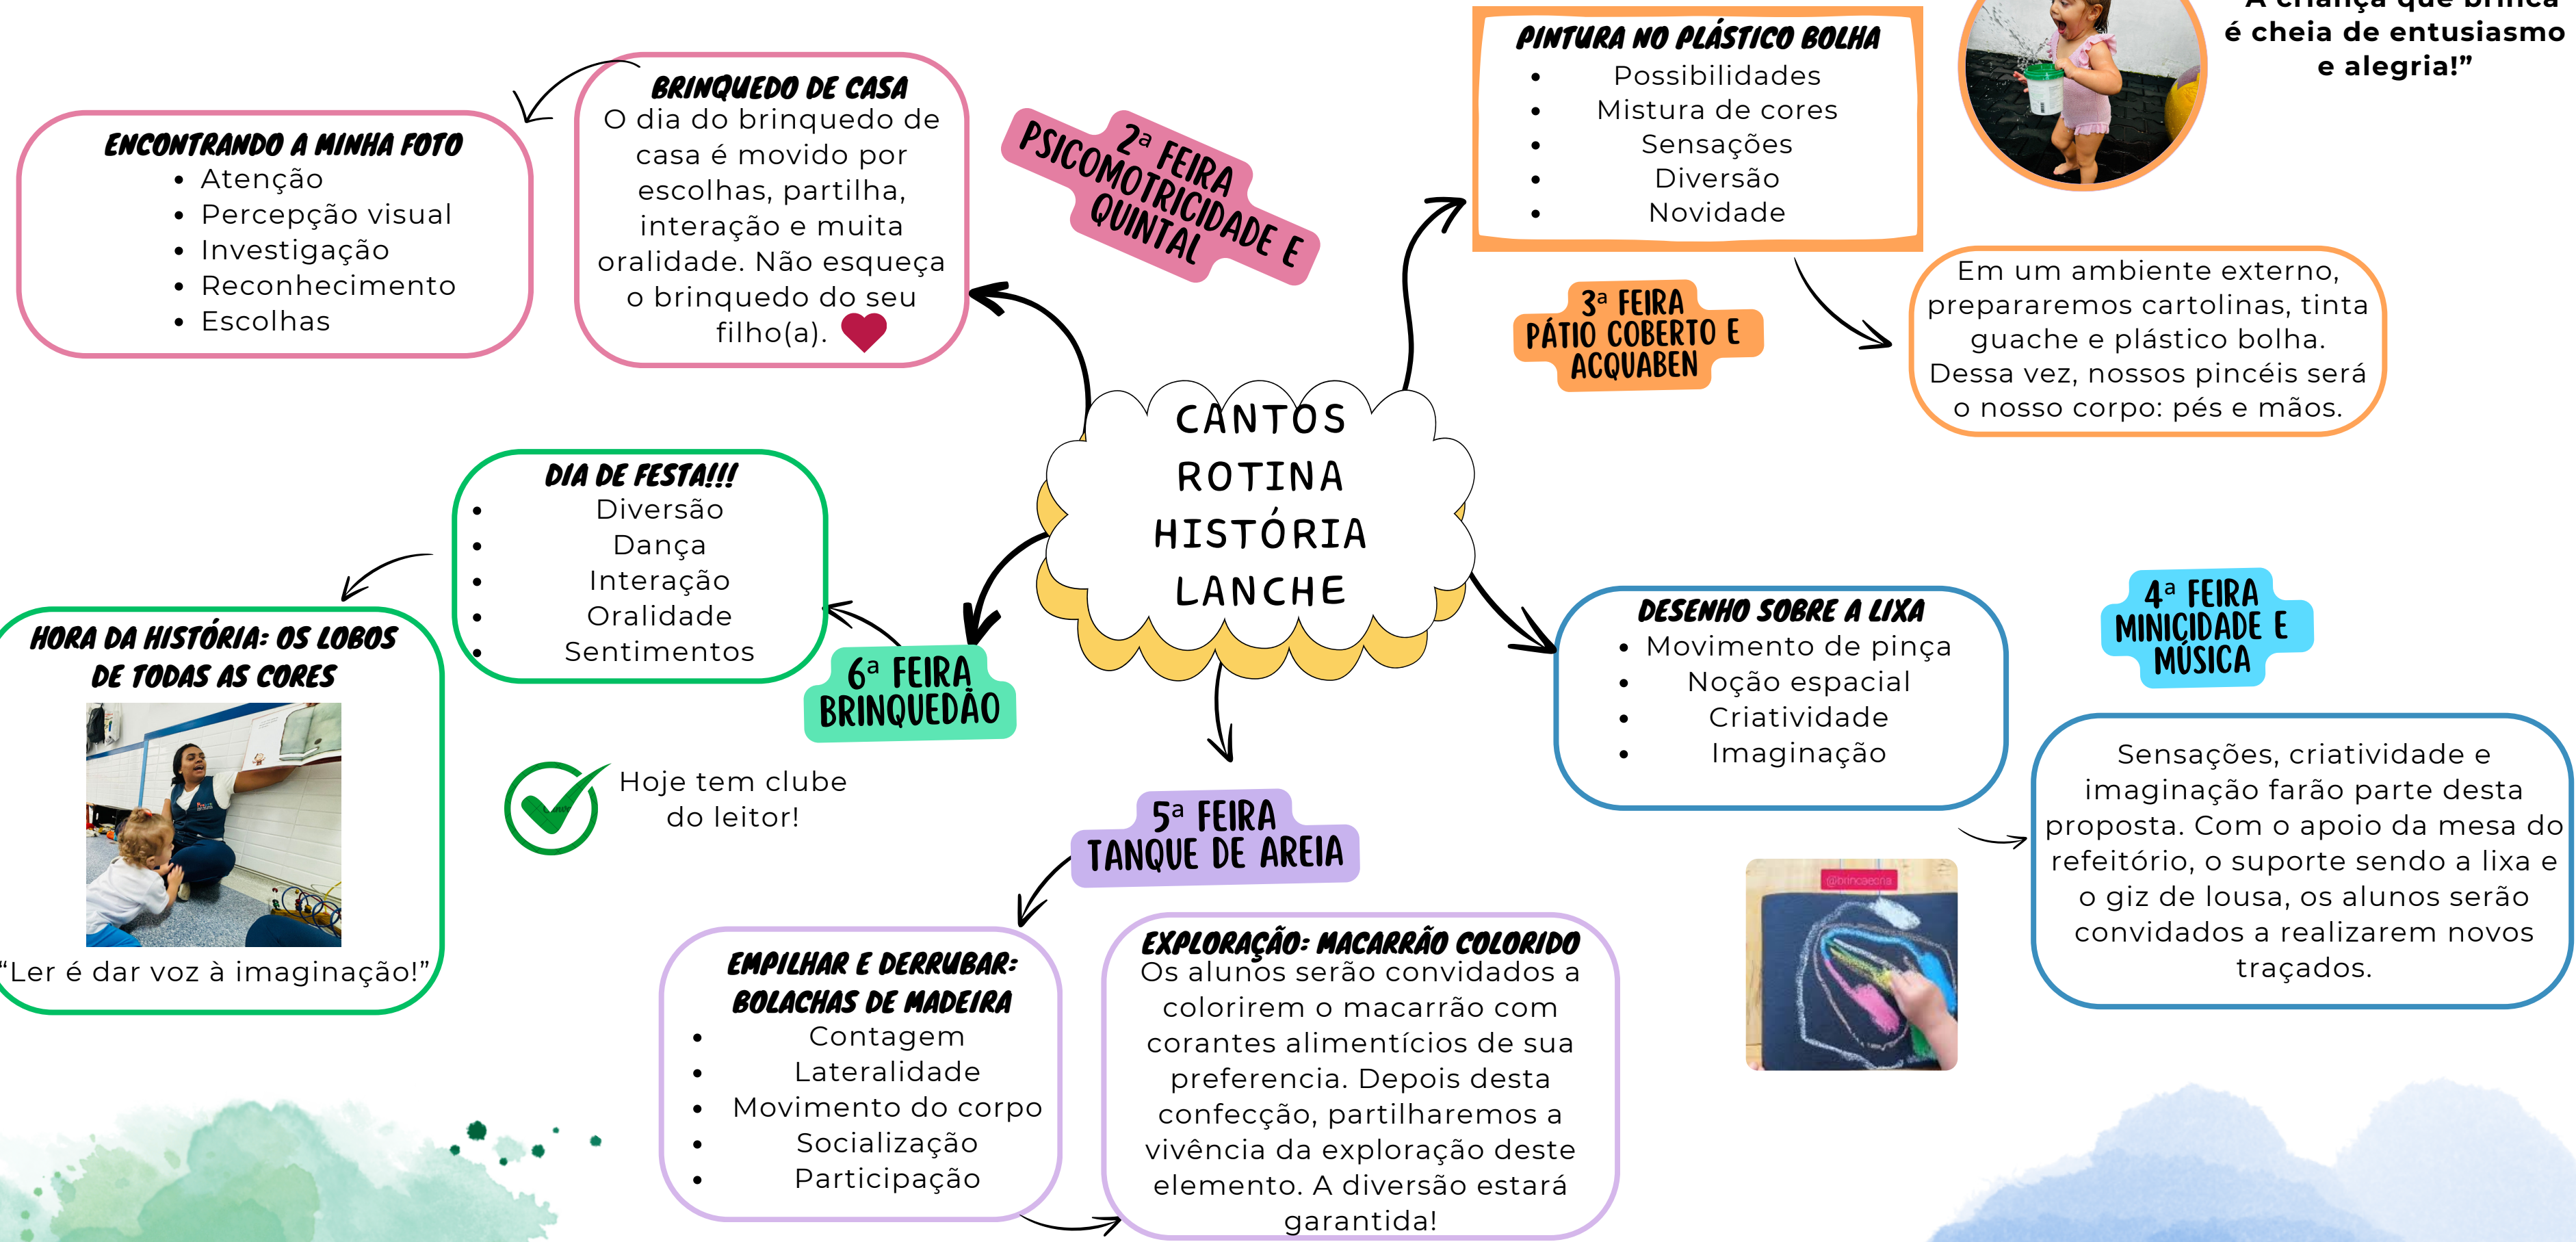 BRINQUEDO DE CASA
O dia do brinquedo de
casa é movido por
escolhas, partilha,
interação e muita
oralidade. Não esqueça
o brinquedo do seu
filho(a).
ENCONTRANDO A MINHA FOTO
• Atenção
• Percepção visual
• Investigação
• Reconhecimento
• Escolhas
2ª FEIRA
PSICOMOTRICIDADE E
QUINTAL
PINTURA NO PLÁSTICO BOLHA
• Possibilidades
• Mistura de cores
• Sensações
• Diversão
• Novidade
A criança que brinca
é cheia de entusiasmo
e alegria!”
3ª FEIRA
PÁTIO COBERTO E
ACQUABEN
Em um ambiente externo,
prepararemos cartolinas, tinta
guache e plástico bolha.
Dessa vez, nossos pincéis será
o nosso corpo: pés e mãos.
CANTOS
ROTINA
HISTÓRIA
LANCHE
DIA DE FESTA!!!
• Diversão
• Dança
• Interação
• Oralidade
• Sentimentos
6ª FEIRA
BRINQUEDÃO
HORA DA HISTÓRIA: OS LOBOS
DE TODAS AS CORES
“Ler é dar voz à imaginação!”
Hoje tem clube
do leitor!
DESENHO SOBRE A LIXA
• Movimento de pinça
• Noção espacial
• Criatividade
• Imaginação
4ª FEIRA
MINICIDADE E
MÚSICA
Sensações, criatividade e
imaginação farão parte desta
proposta. Com o apoio da mesa do
refeitório, o suporte sendo a lixa e
o giz de lousa, os alunos serão
convidados a realizarem novos
traçados.
@brincaecria
5ª FEIRA
TANQUE DE AREIA
EMPILHAR E DERRUBAR:
BOLACHAS DE MADEIRA
• Contagem
• Lateralidade
• Movimento do corpo
• Socialização
• Participação
EXPLORAÇÃO: MACARRÃO COLORIDO
Os alunos serão convidados a
colorirem o macarrão com
corantes alimentícios de sua
preferencia. Depois desta
confecção, partilharemos a
vivência da exploração deste
elemento. A diversão estará
garantida!